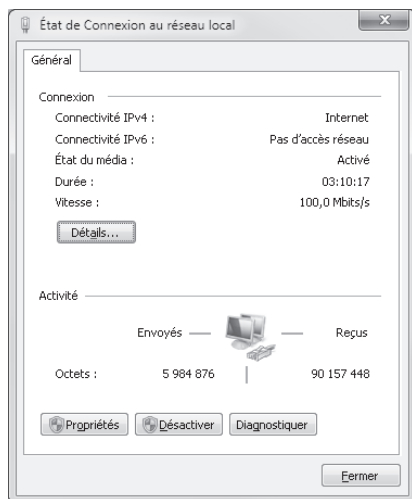 État de Connexion au réseau local
Général
Connexion
Connectivité IPv4 : Internet
Connectivité IPv6 : Pas d'accès réseau
État du média : Activé
Durée : 03:10:17
Vitesse : 100,0 Mbits/s
Détails...
Activité
Envoyés — Reçus
Octets : 5 984 876 90 157 448
Propriétés Désactiver Diagnostiquer
Fermer